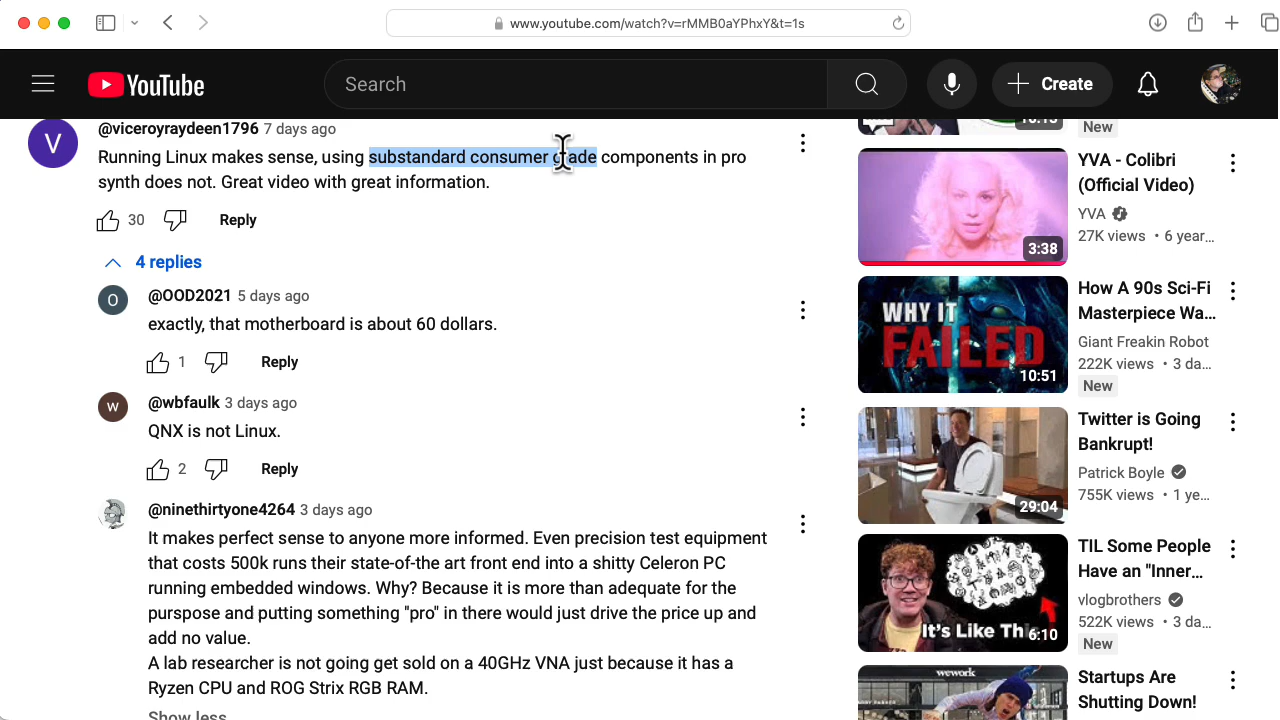 www.youtube.com/watch?v=rMMB0aYPhxY&t=1s
YouTube
Search
Create
V
@viceroyraydeen1796 7 days ago
Running Linux makes sense, using substandard consumer grade components in pro
synth does not. Great video with great information.
30
Reply
4 replies
O
@OOD2021 5 days ago
exactly, that motherboard is about 60 dollars.
1
Reply
W
@wbfaulk 3 days ago
QNX is not Linux.
2
Reply
@ninethirtyone4264 3 days ago
It makes perfect sense to anyone more informed. Even precision test equipment
that costs 500k runs their state-of-the art front end into a shitty Celeron PC
running embedded windows. Why? Because it is more than adequate for the
purspose and putting something "pro" in there would just drive the price up and
add no value.
A lab researcher is not going get sold on a 40GHz VNA just because it has a
Ryzen CPU and ROG Strix RGB RAM.
Show less
New
YVA - Colibri
(Official Video)
YVA
27K views • 6 year...
3:38
WHY IT
FAILED
10:51
How A 90s Sci-Fi
Masterpiece Wa...
Giant Freakin Robot
222K views • 3 da...
New
29:04
Twitter is Going
Bankrupt!
Patrick Boyle
755K views • 1 ye...
It's Like Th
6:10
TIL Some People
Have an "Inner...
vlogbrothers
522K views • 3 da...
New
wework
Startups Are
Shutting Down!